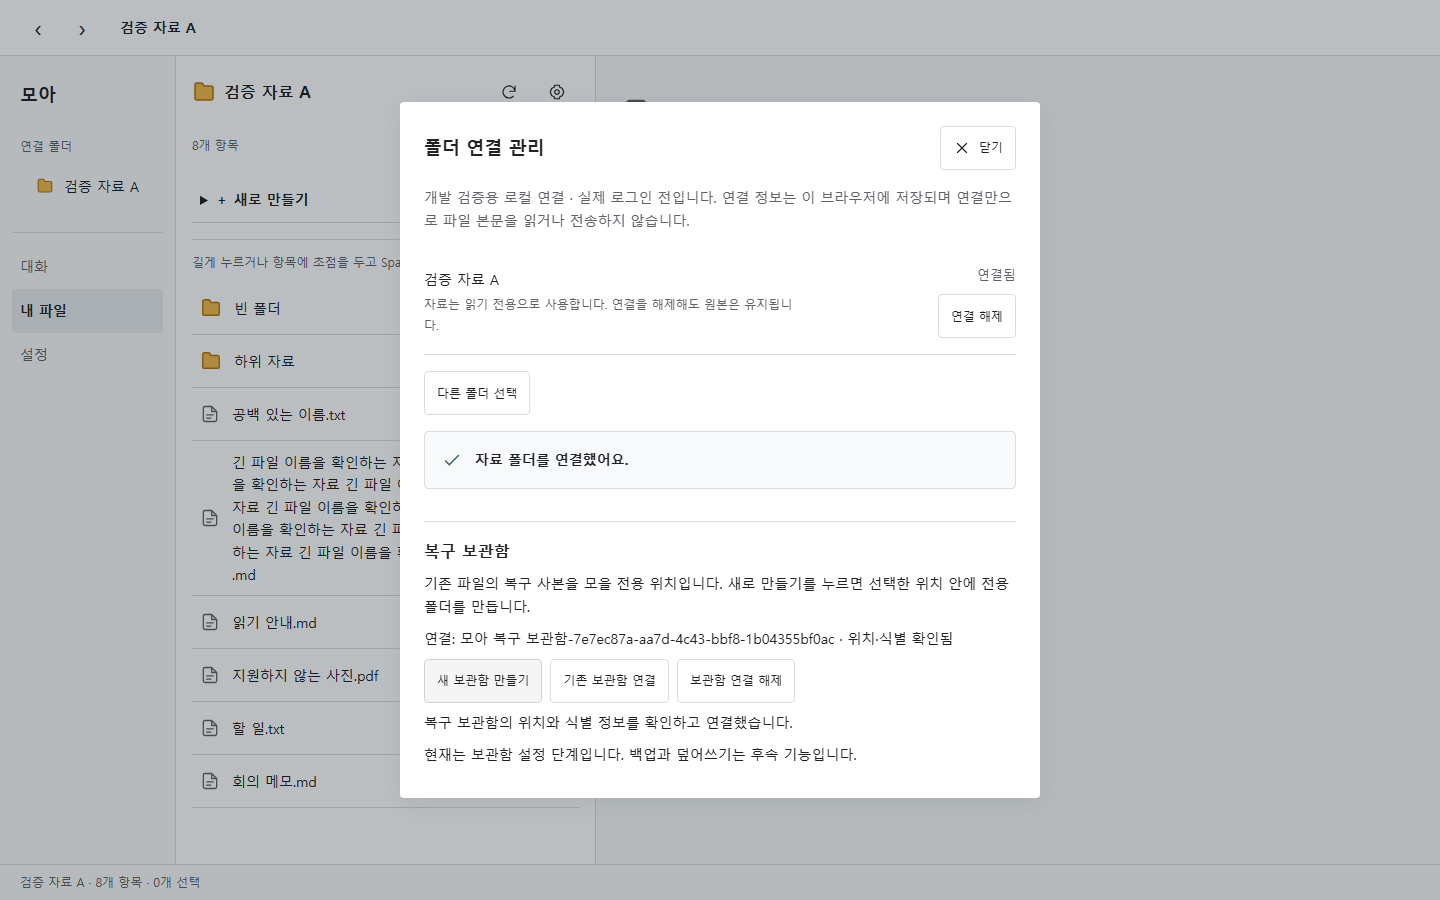 검증 자료 A
모아
연결 폴더
검증 자료 A
대화
내 파일
설정
검증 자료 A
8개 항목
+ 새로 만들기
길게 누르거나 항목에 초점을 두고 Spa
빈 폴더
하위 자료
공백 있는 이름.txt
긴 파일 이름을 확인하는
을 확인하는 자료 긴 파일
자료 긴 파일 이름을 확인
이름을 확인하는 자료 긴
하는 자료 긴 파일 이름을
.md
읽기 안내.md
지원하지 않는 사진.pdf
할 일.txt
회의 메모.md
폴더 연결 관리
닫기
개발 검증용 로컬 연결 · 실제 로그인 전입니다. 연결 정보는 이 브라우저에 저장되며 연결만으
로 파일 본문을 읽거나 전송하지 않습니다.
검증 자료 A
연결됨
자료는 읽기 전용으로 사용합니다. 연결을 해제해도 원본은 유지됩니
다.
연결 해제
다른 폴더 선택
자료 폴더를 연결했어요.
복구 보관함
기존 파일의 복구 사본을 모을 전용 위치입니다. 새로 만들기를 누르면 선택한 위치 안에 전용
폴더를 만듭니다.
연결: 모아 복구 보관함-7e7ec87a-aa7d-4c43-bbf8-1b04355bf0ac · 위치·식별 확인됨
새 보관함 만들기
기존 보관함 연결
보관함 연결 해제
복구 보관함의 위치와 식별 정보를 확인하고 연결했습니다.
현재는 보관함 설정 단계입니다. 백업과 덮어쓰기는 후속 기능입니다.
검증 자료 A · 8개 항목 · 0개 선택